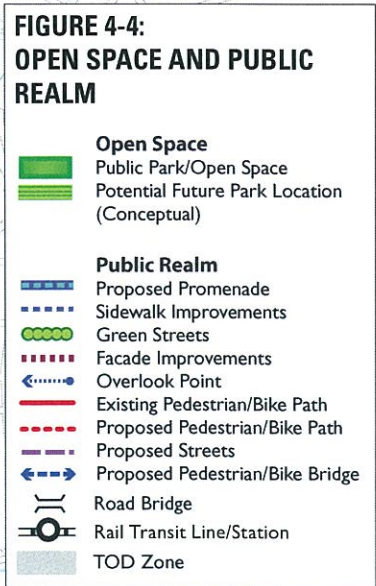 FIGURE 4-4:
OPEN SPACE AND PUBLIC
REALM
Open Space
Public Park/Open Space
Potential Future Park Location
(Conceptual)
Public Realm
Proposed Promenade
Sidewalk Improvements
Green Streets
Facade Improvements
Overlook Point
Existing Pedestrian/Bike Path
Proposed Pedestrian/Bike Path
Proposed Streets
Proposed Pedestrian/Bike Bridge
Road Bridge
Rail Transit Line/Station
TOD Zone